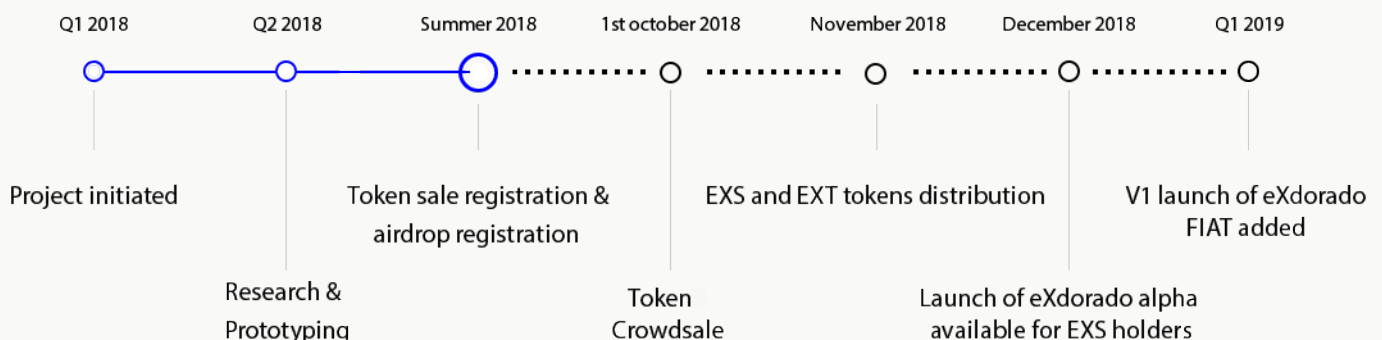 Q1 2018
Q2 2018
Summer 2018
1st october 2018
November 2018
December 2018
Q1 2019
Project initiated
Token sale registration &
airdrop registration
EXS and EXT tokens distribution
V1 launch of eXdorado
FIAT added
Research &
Prototyping
Token
Crowdsale
Launch of eXdorado alpha
available for EXS holders